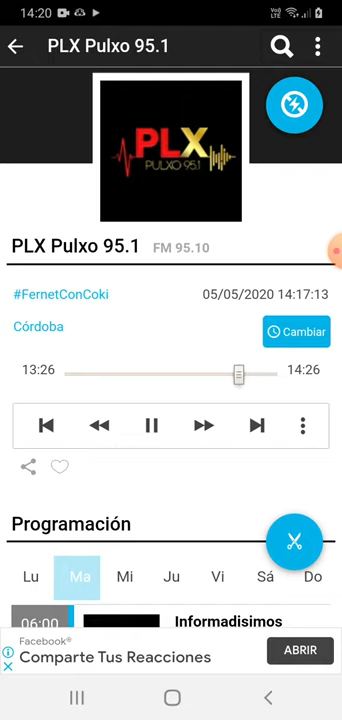 14:20
PLX Pulxo 95.1
PLX
PULXO 95.1
PLX Pulxo 95.1 FM 95.10
#FernetConCoki 05/05/2020 14:17:13
Córdoba
Cambiar
13:26 14:26
Programación
Lu Ma Mi Ju Vi Sá Do
06:00 Informadisimos
Facebook®
Comparte Tus Reacciones
ABRIR